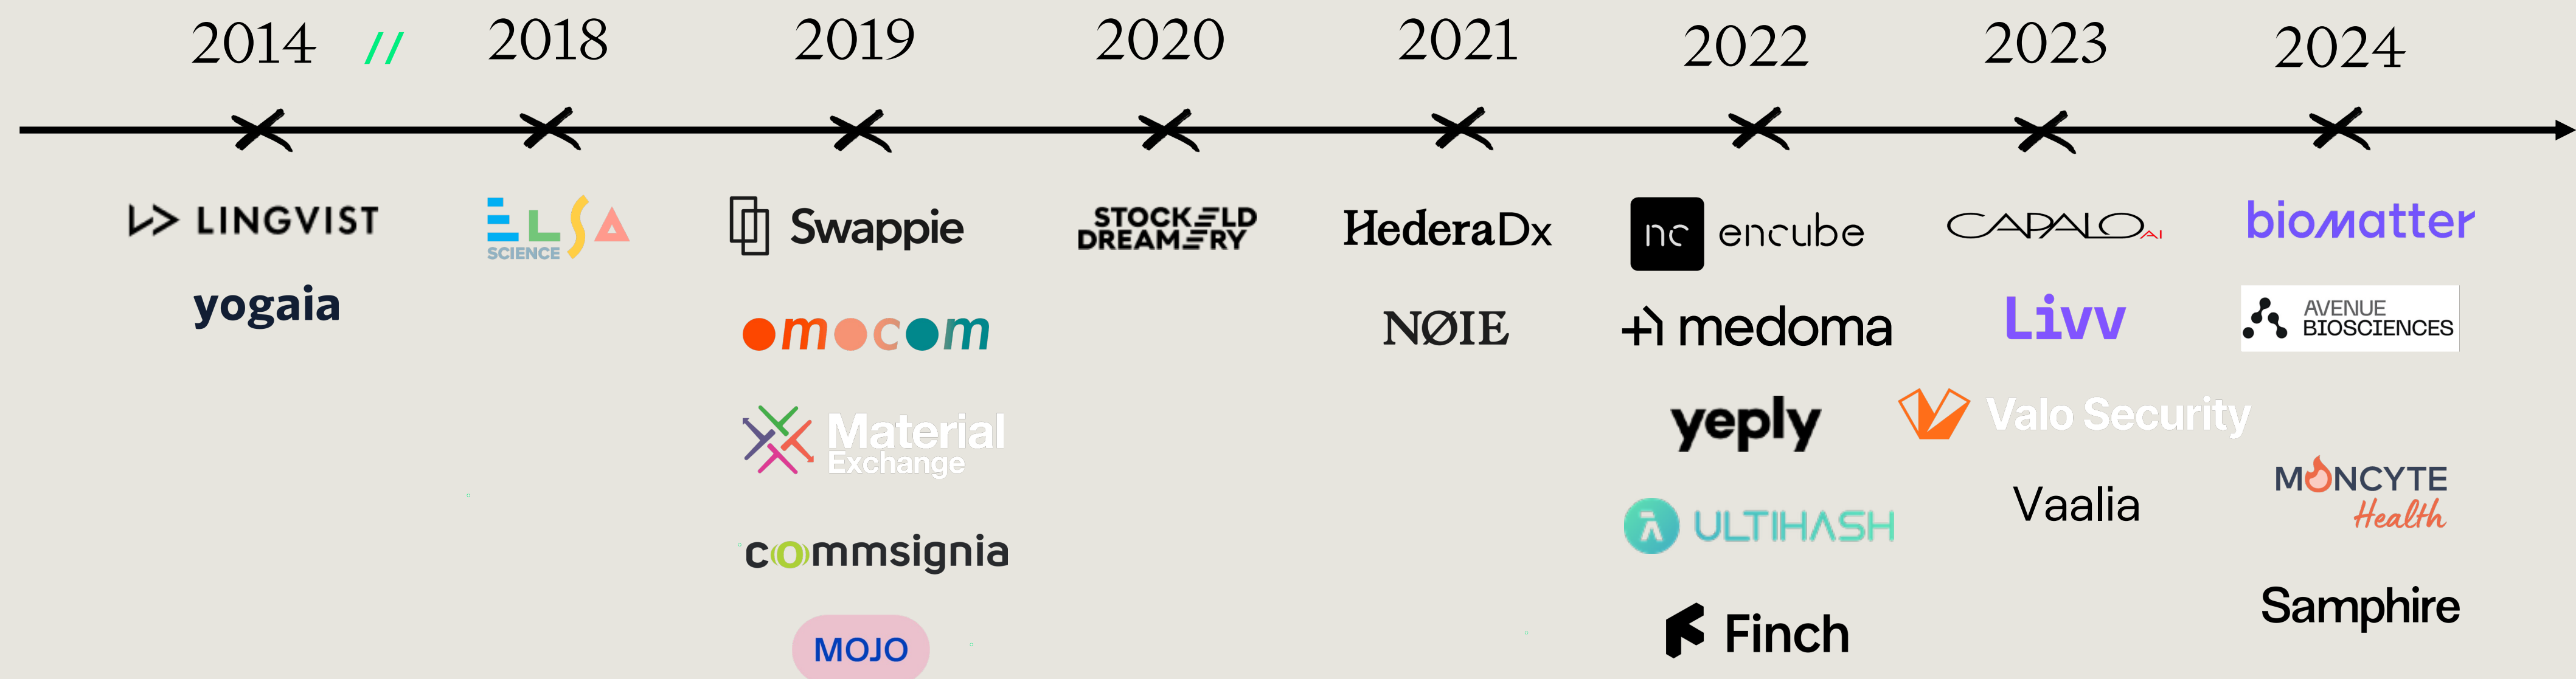 2014 // 2018 2019 2020 2021 2022 2023 2024
LINGVIST
yogaia
ELSA
SCIENCE
Swappie
omocom
Material
Exchange
commsignia
MOJO
STOCKELD
DREAMERY
HederaDx
NØIE
nc encube
medoma
yeply
ULTIHASH
Finch
CAPALO AI
Livv
Valo Security
Vaalia
biomatter
AVENUE
BIOSCIENCES
MONCYTE
Health
Samphire